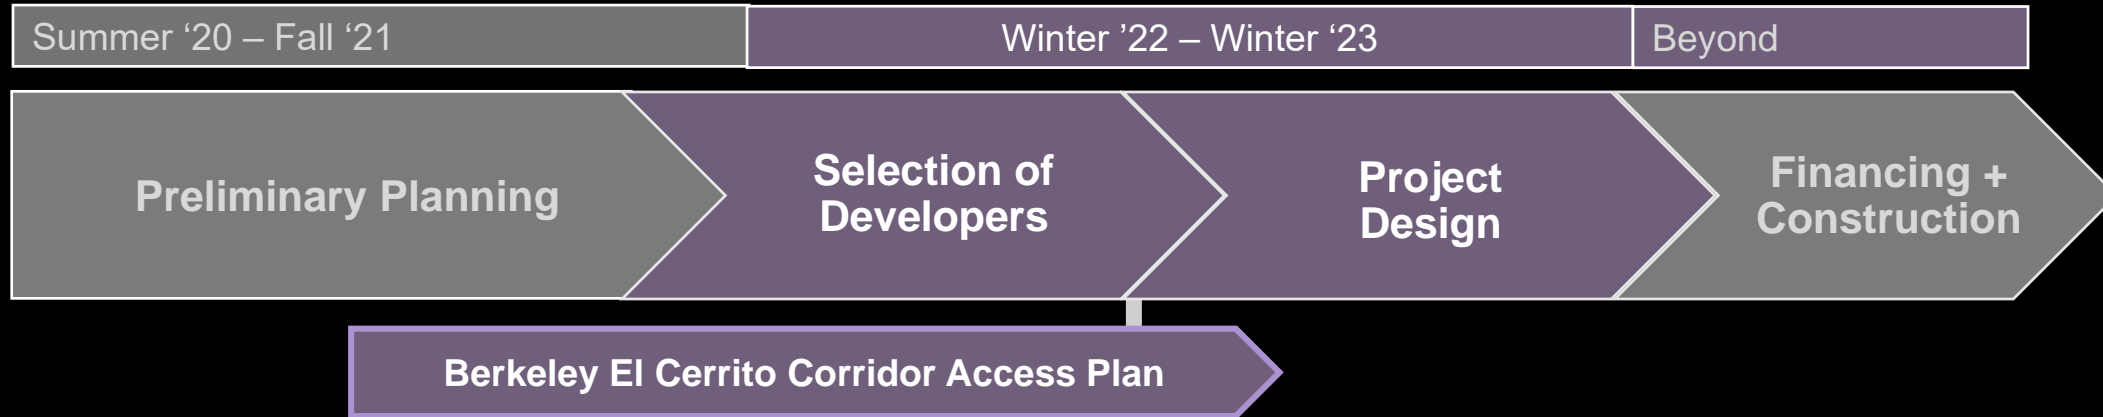 Summer ‘20 – Fall ‘21
Winter ’22 – Winter ‘23
Beyond
Preliminary Planning
Selection of
Developers
Project
Design
Financing +
Construction
Berkeley El Cerrito Corridor Access Plan